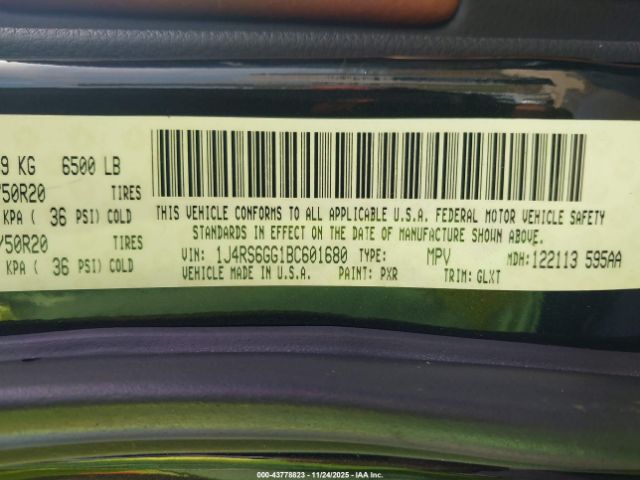 9 KG 6500 LB
50R20 TIRES
KPA ( 36 PSI) COLD
/50R20 TIRES
KPA ( 36 PSI) COLD
THIS VEHICLE CONFORMS TO ALL APPLICABLE U.S.A. FEDERAL MOTOR VEHICLE SAFETY
STANDARDS IN EFFECT ON THE DATE OF MANUFACTURE SHOWN ABOVE.
VIN: 1J4RS6GG1BC601680 TYPE: MPV MDH: 122113 595AA
VEHICLE MADE IN U.S.A. PAINT: PXR TRIM: GLXT
000-43778823 - 11/24/2025 - IAA Inc.